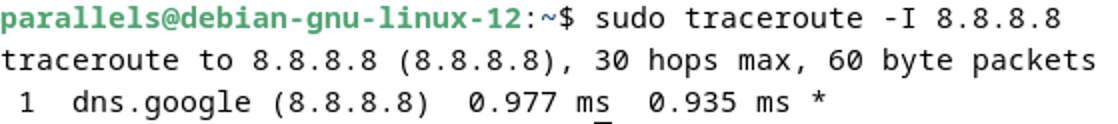 parallels@debian-gnu-linux-12:~$ sudo traceroute -I 8.8.8.8
traceroute to 8.8.8.8 (8.8.8.8), 30 hops max, 60 byte packets
 1  dns.google (8.8.8.8)  0.977 ms  0.935 ms *